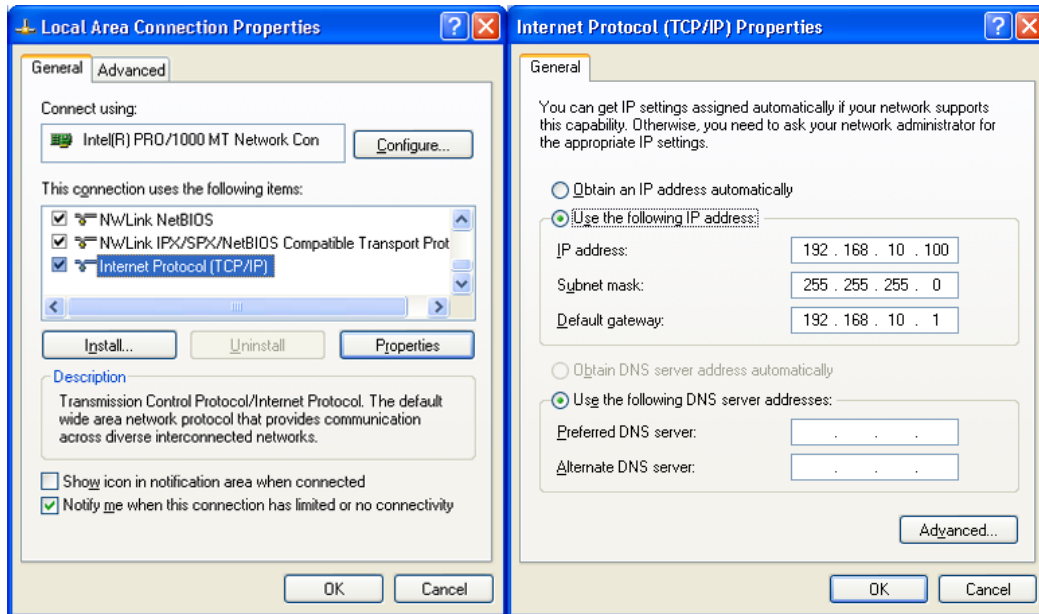 Local Area Connection Properties
General
Advanced
Connect using:
Intel(R) PRO/1000 MT Network Con
Configure...
This connection uses the following items:
NWLink NetBIOS
NWLink IPX/SPX/NetBIOS Compatible Transport Prot
Internet Protocol (TCP/IP)
Install...
Uninstall
Properties
Description
Transmission Control Protocol/Internet Protocol. The default
wide area network protocol that provides communication
across diverse interconnected networks.
Show icon in notification area when connected
Notify me when this connection has limited or no connectivity
OK
Cancel
Internet Protocol (TCP/IP) Properties
General
You can get IP settings assigned automatically if your network supports
this capability. Otherwise, you need to ask your network administrator for
the appropriate IP settings.
Obtain an IP address automatically
Use the following IP address:
IP address: 192 . 168 . 10 . 100
Subnet mask: 255 . 255 . 255 . 0
Default gateway: 192 . 168 . 10 . 1
Obtain DNS server address automatically
Use the following DNS server addresses:
Preferred DNS server: . . .
Alternate DNS server: . . .
Advanced...
OK
Cancel